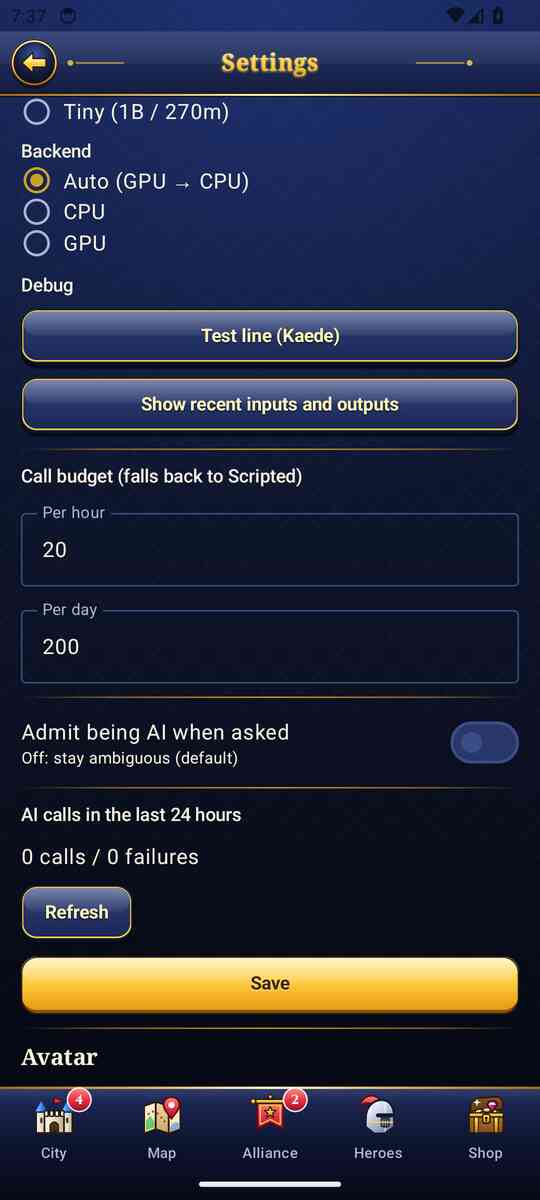 7:37
Settings
Tiny (1B / 270m)
Backend
Auto (GPU → CPU)
CPU
GPU
Debug
Test line (Kaede)
Show recent inputs and outputs
Call budget (falls back to Scripted)
Per hour
20
Per day
200
Admit being AI when asked
Off: stay ambiguous (default)
AI calls in the last 24 hours
0 calls / 0 failures
Refresh
Save
Avatar
4
2
City
Map
Alliance
Heroes
Shop